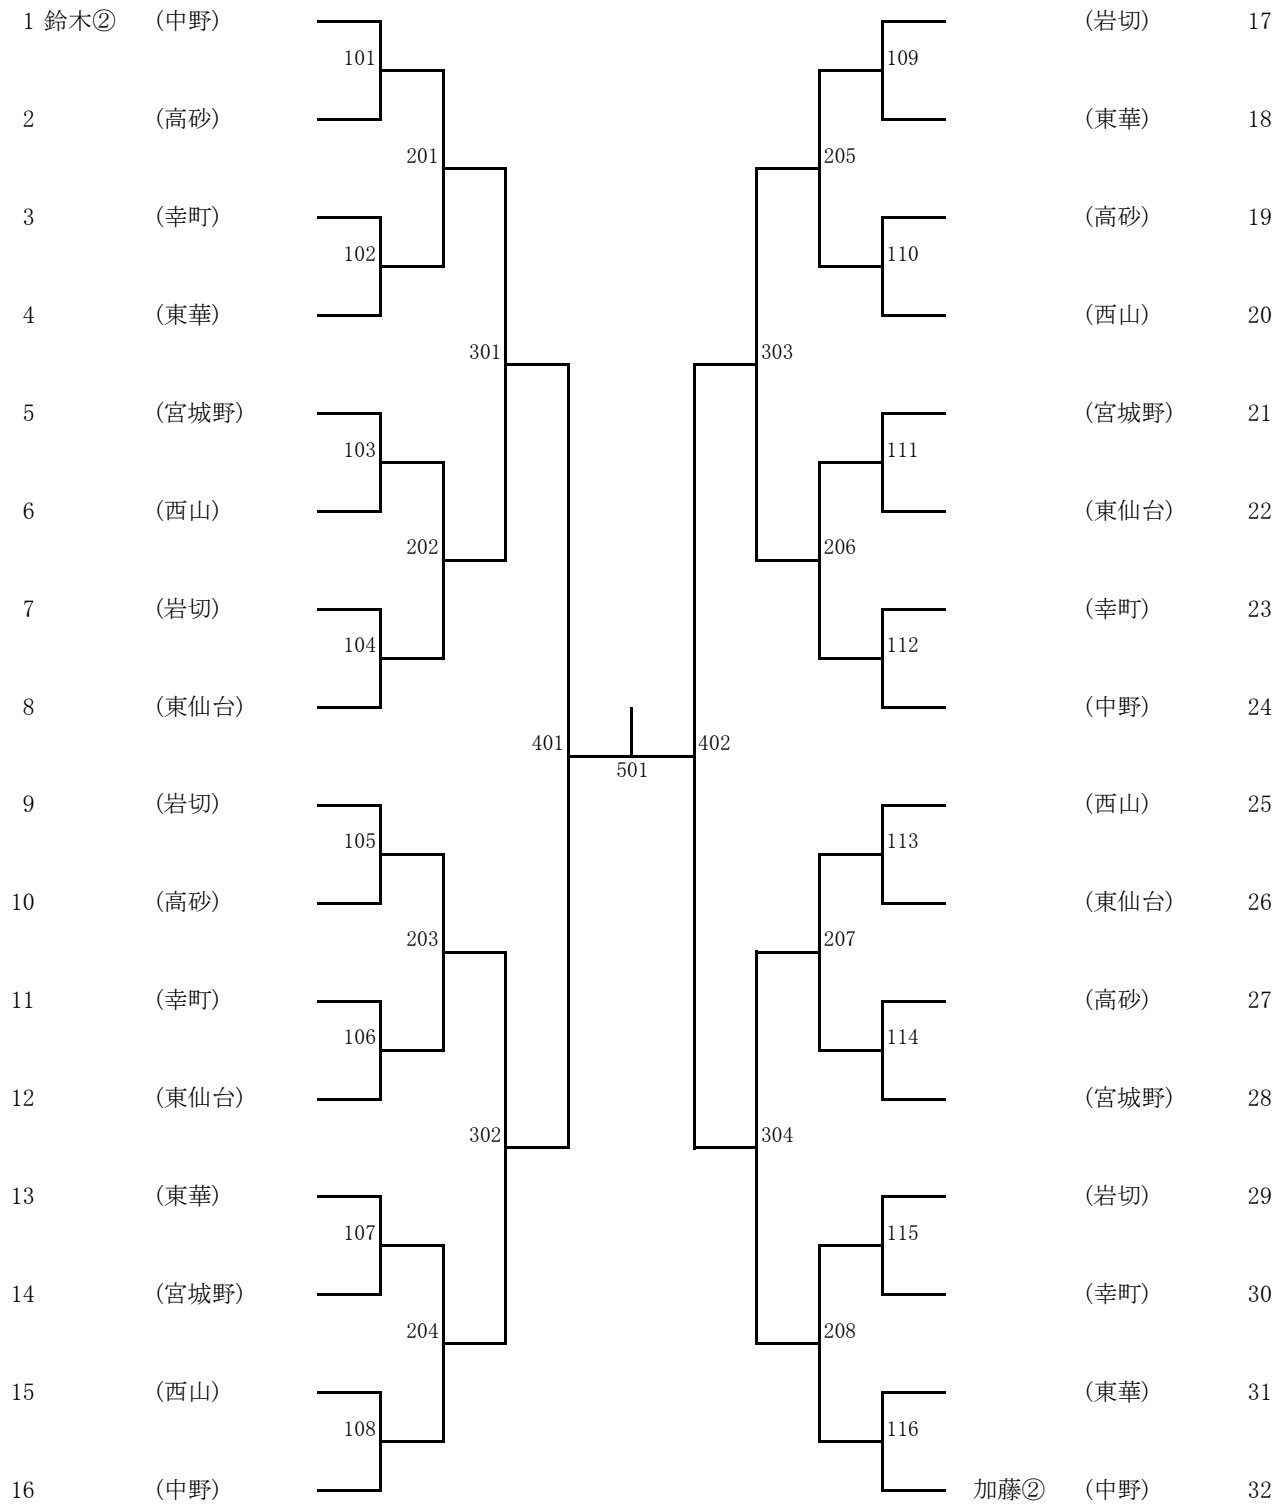 1 鈴木② (中野) (岩切) 17
101 109
2 (高砂) (東華) 18
201 205
3 (幸町) (高砂) 19
102 110
4 (東華) (西山) 20
301 303
5 (宮城野) (宮城野) 21
103 111
6 (西山) (東仙台) 22
202 206
7 (岩切) (幸町) 23
104 112
8 (東仙台) (中野) 24
401 402
501
9 (岩切) (西山) 25
105 113
10 (高砂) (東仙台) 26
203 207
11 (幸町) (高砂) 27
106 114
12 (東仙台) (宮城野) 28
302 304
13 (東華) (岩切) 29
107 115
14 (宮城野) (幸町) 30
204 208
15 (西山) (東華) 31
108 116
16 (中野) 加藤② (中野) 32